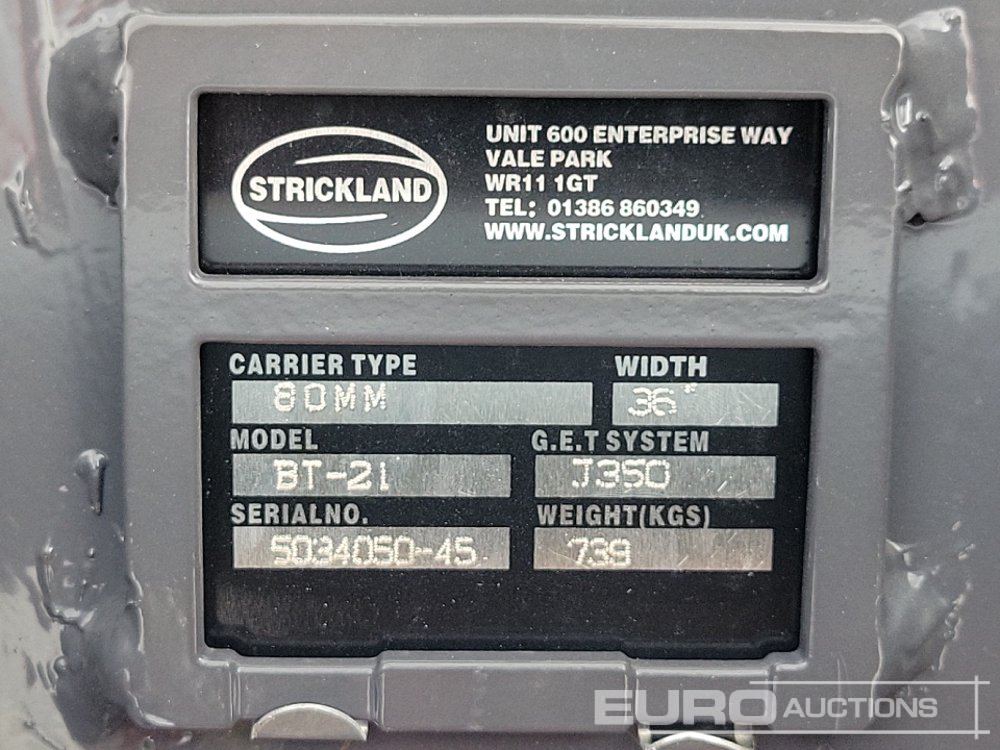 STRICKLAND
UNIT 600 ENTERPRISE WAY
VALE PARK
WR11 1GT
TEL: 01386 860349
WWW.STRICKLANDUK.COM
CARRIER TYPE WIDTH
80MM 36"
MODEL G.E.T SYSTEM
BT-21 J350
SERIALNO. WEIGHT(KGS)
5034050-45 739
EURO AUCTIONS